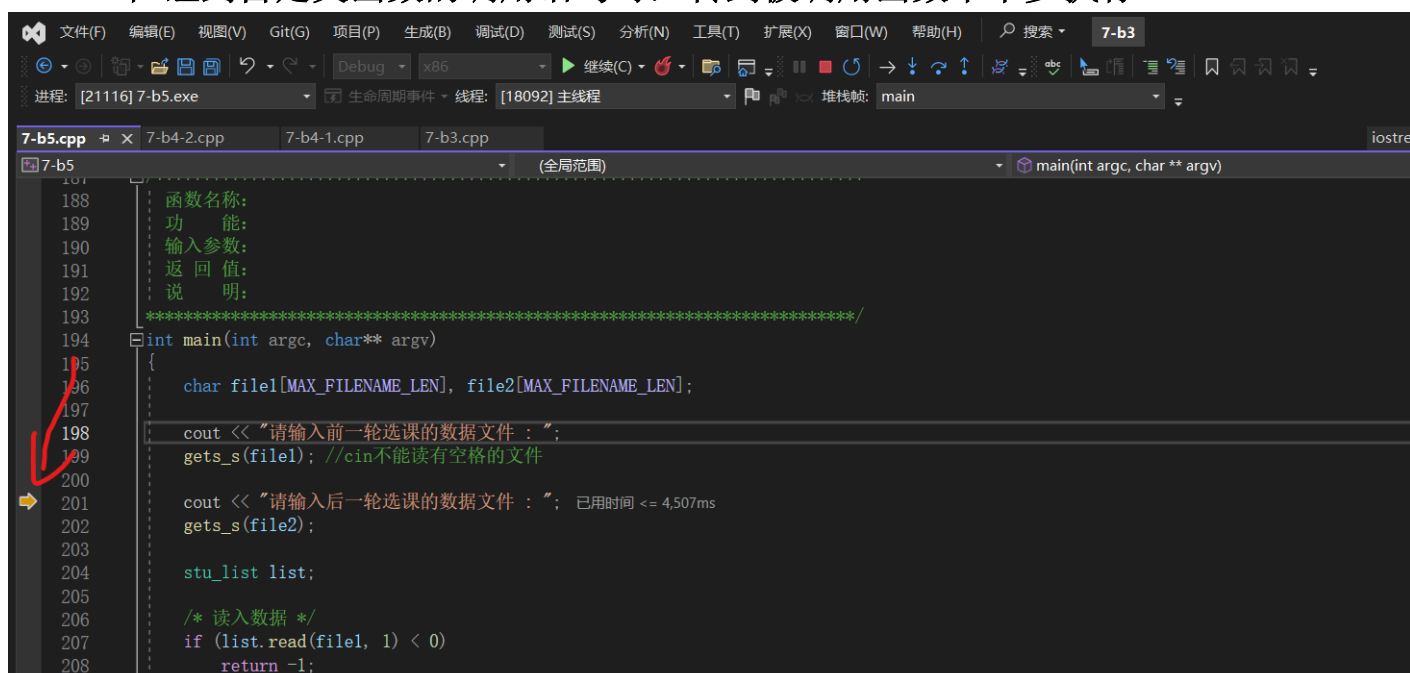 文件(F) 编辑(E) 视图(V) Git(G) 项目(P) 生成(B) 调试(D) 测试(S) 分析(N) 工具(T) 扩展(X) 窗口(W) 帮助(H) 搜索 7-b3
Debug x86 继续(C)
进程: [21116] 7-b5.exe 生命周期事件 线程: [18092] 主线程 堆栈帧: main
7-b5.cpp 7-b4-2.cpp 7-b4-1.cpp 7-b3.cpp iostre
7-b5 (全局范围) main(int argc, char ** argv)
187 /***************************************************************************
188 函数名称:
189 功 能:
190 输入参数:
191 返 回 值:
192 说 明:
193 ***************************************************************************/
194 int main(int argc, char** argv)
195 {
196 char file1[MAX_FILENAME_LEN], file2[MAX_FILENAME_LEN];
197
198 cout << "请输入前一轮选课的数据文件 : ";
199 gets_s(file1); //cin不能读有空格的文件
200
201 cout << "请输入后一轮选课的数据文件 : "; 已用时间 <= 4,507ms
202 gets_s(file2);
203
204 stu_list list;
205
206 /* 读入数据 */
207 if (list.read(file1, 1) < 0)
208 return -1;